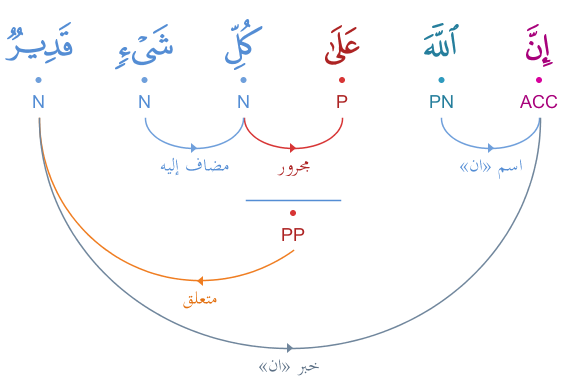 إِنَّ ٱللَّهَ عَلَىٰ كُلِّ شَىْءٍۢ قَدِيرٌۭ
ACC PN P N N N
اسم «ان» مجرور مضاف إليه
PP
متعلق
خبر «ان»